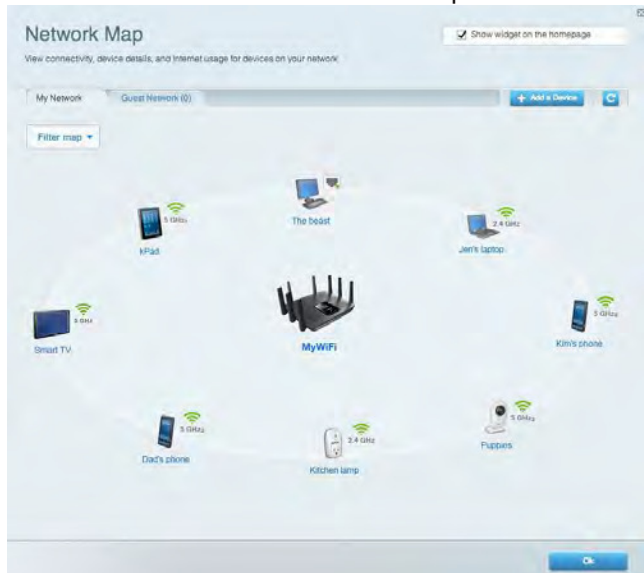 Network Map
Show widget on the homepage
View connectivity, device details, and Internet usage for devices on your network
My Network
Guest Network (0)
+ Add a Device
Filter map
The beast
5 GHz
kPad
2.4 GHz
Jen's laptop
5 GHz
Smart TV
MyWiFi
5 GHz
Kim's phone
5 GHz
Dad's phone
2.4 GHz
Kitchen lamp
5 GHz
Puppies
Ok